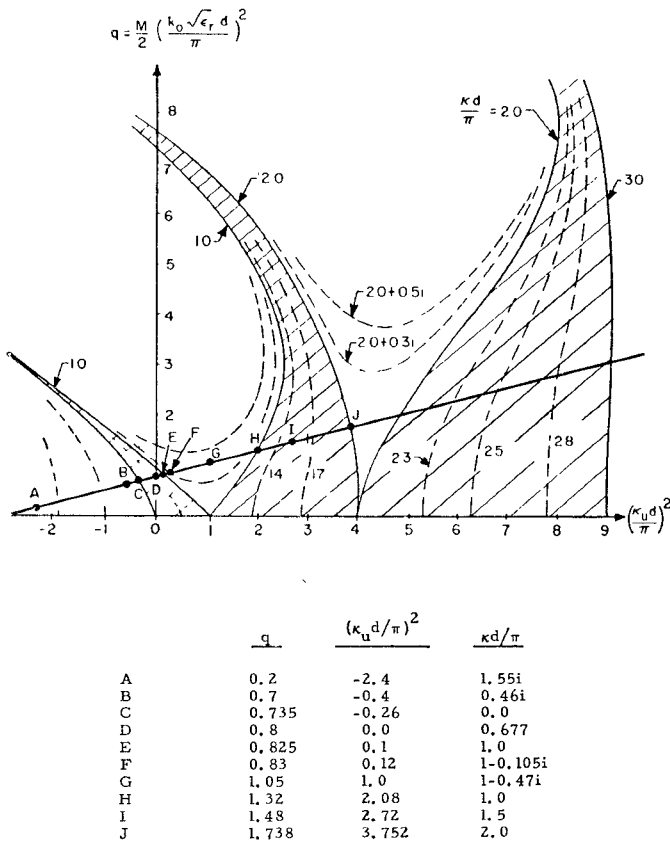 q = M/2 (k₀ √εᵣ d / π)²
8
7
6
5
4
3
2
κd/π = 2.0
2.0
3.0
1.0
2.0+0.5i
2.0+0.3i
1.0
A
B
C
D
E
F
G
H
I
J
1.4
1.7
2.3
2.5
2.8
-2 -1 0 1 2 3 4 5 6 7 8 9 (κᵤd/π)²
q (κᵤd/π)² κd/π
A 0.2 -2.4 1.55i
B 0.7 -0.4 0.46i
C 0.735 -0.26 0.0
D 0.8 0.0 0.677
E 0.825 0.1 1.0
F 0.83 0.12 1-0.105i
G 1.05 1.0 1-0.47i
H 1.32 2.08 1.0
I 1.48 2.72 1.5
J 1.738 3.752 2.0